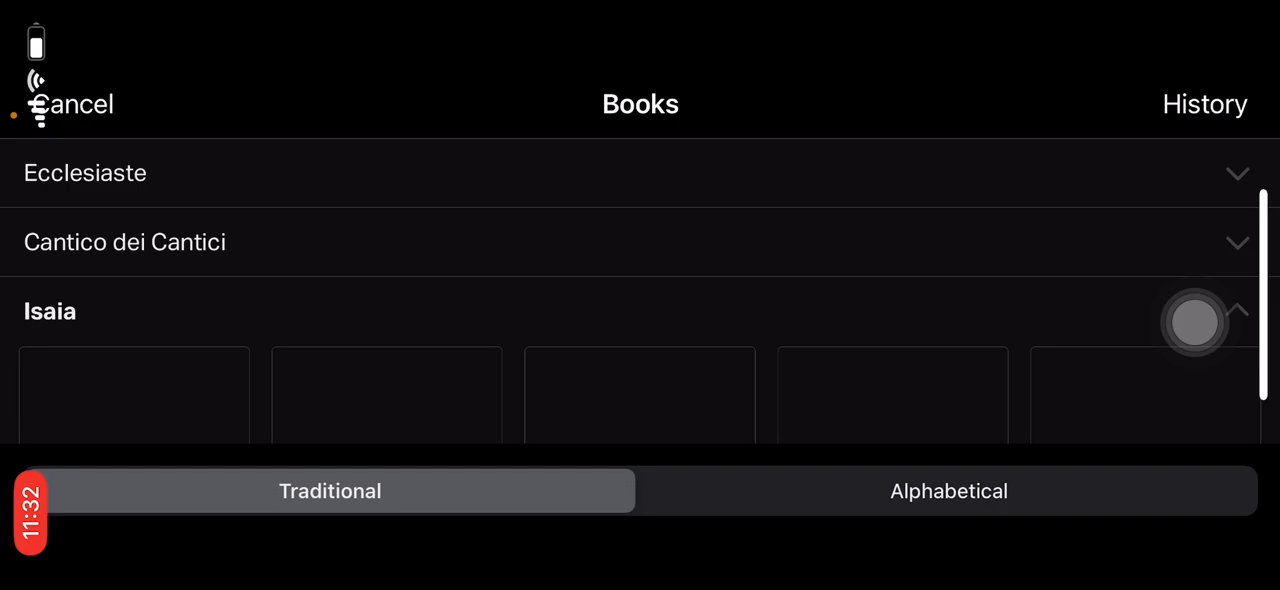 Cancel
Books
History
Ecclesiaste
Cantico dei Cantici
Isaia
Traditional
Alphabetical
11:32